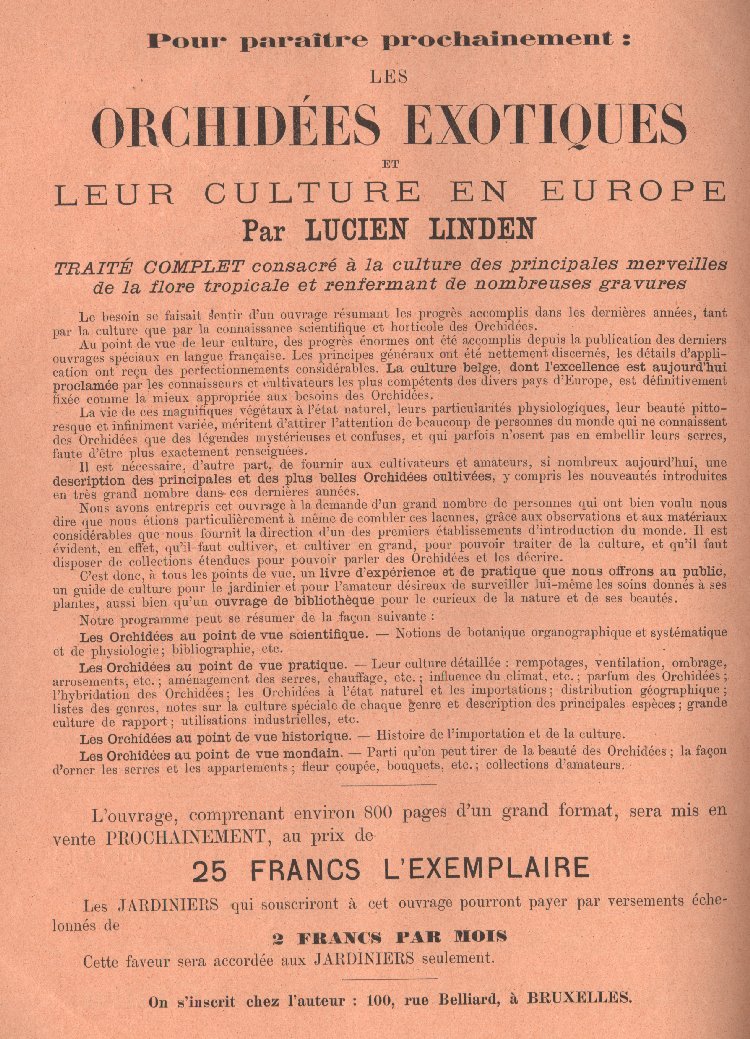 Pour paraître prochainement :
LES
ORCHIDÉES EXOTIQUES
ET
LEUR CULTURE EN EUROPE
Par LUCIEN LINDEN
TRAITÉ COMPLET consacré à la culture des principales merveilles
de la flore tropicale et renfermant de nombreuses gravures
Le besoin se faisait sentir d'un ouvrage résumant les progrès accomplis dans les dernières années, tant
par la culture que par la connaissance scientifique et horticole des Orchidées.
Au point de vue de leur culture, des progrès énormes ont été accomplis depuis la publication des derniers
ouvrages spéciaux en langue française. Les principes généraux ont été nettement discernés, les détails d'appli-
cation ont reçu des perfectionnements considérables. La culture belge, dont l'excellence est aujourd'hui
proclamée par les connaisseurs et cultivateurs les plus compétents des divers pays d'Europe, est définitivement
fixée comme la mieux appropriée aux besoins des Orchidées.
La vie de ces magnifiques végétaux à l'état naturel, leurs particularités physiologiques, leur beauté pitto-
resque et infiniment variée, méritent d'attirer l'attention de beaucoup de personnes du monde qui ne connaissent
des Orchidées que des légendes mystérieuses et confuses, et qui parfois n'osent pas en embellir leurs serres,
faute d'être plus exactement renseignées.
Il est nécessaire, d'autre part, de fournir aux cultivateurs et amateurs, si nombreux aujourd'hui, une
description des principales et des plus belles Orchidées cultivées, y compris les nouveautés introduites
en très grand nombre dans ces dernières années.
Nous avons entrepris cet ouvrage à la demande d'un grand nombre de personnes qui ont bien voulu nous
dire que nous étions particulièrement à même de combler ces lacunes, grâce aux observations et aux matériaux
considérables que nous fournit la direction d'un des premiers établissements d'introduction du monde. Il est
évident, en effet, qu'il faut cultiver, et cultiver en grand, pour pouvoir traiter de la culture, et qu'il faut
disposer de collections étendues pour pouvoir parler des Orchidées et les décrire.
C'est donc, à tous les points de vue, un livre d'expérience et de pratique que nous offrons au public,
un guide de culture pour le jardinier et pour l'amateur désireux de surveiller lui-même les soins donnés à ses
plantes, aussi bien qu'un ouvrage de bibliothèque pour le curieux de la nature et de ses beautés.
Notre programme peut se résumer de la façon suivante :
Les Orchidées au point de vue scientifique. — Notions de botanique organographique et systématique
et de physiologie; bibliographie, etc.
Les Orchidées au point de vue pratique. — Leur culture détaillée : rempotages, ventilation, ombrage,
arrosements, etc.; aménagement des serres, chauffage, etc.; influence du climat, etc.; parfum des Orchidées;
l'hybridation des Orchidées; les Orchidées à l'état naturel et les importations; distribution géographique;
listes des genres, notes sur la culture spéciale de chaque genre et description des principales espèces; grande
culture de rapport; utilisations industrielles, etc.
Les Orchidées au point de vue historique. — Histoire de l'importation et de la culture.
Les Orchidées au point de vue mondain. — Parti qu'on peut tirer de la beauté des Orchidées; la façon
d'orner les serres et les appartements; fleur coupée, bouquets, etc.; collections d'amateurs.
L'ouvrage, comprenant environ 800 pages d'un grand format, sera mis en
vente PROCHAINEMENT, au prix de
25 FRANCS L'EXEMPLAIRE
Les JARDINIERS qui souscriront à cet ouvrage pourront payer par versements éche-
lonnés de
2 FRANCS PAR MOIS
Cette faveur sera accordée aux JARDINIERS seulement.
On s'inscrit chez l'auteur : 100, rue Belliard, à BRUXELLES.